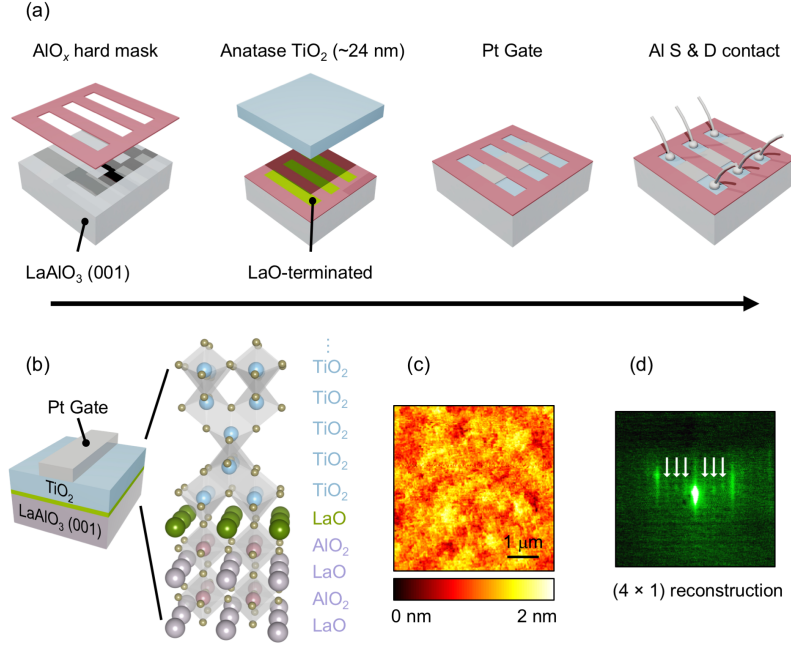 (a)
AlOₓ hard mask
Anatase TiO₂ (~24 nm)
Pt Gate
Al S & D contact
LaAlO₃ (001)
LaO-terminated
(b)
Pt Gate
TiO₂
LaAlO₃ (001)
⋮
TiO₂
TiO₂
TiO₂
TiO₂
TiO₂
LaO
AlO₂
LaO
AlO₂
LaO
(c)
1 μm
0 nm
2 nm
(d)
(4 × 1) reconstruction